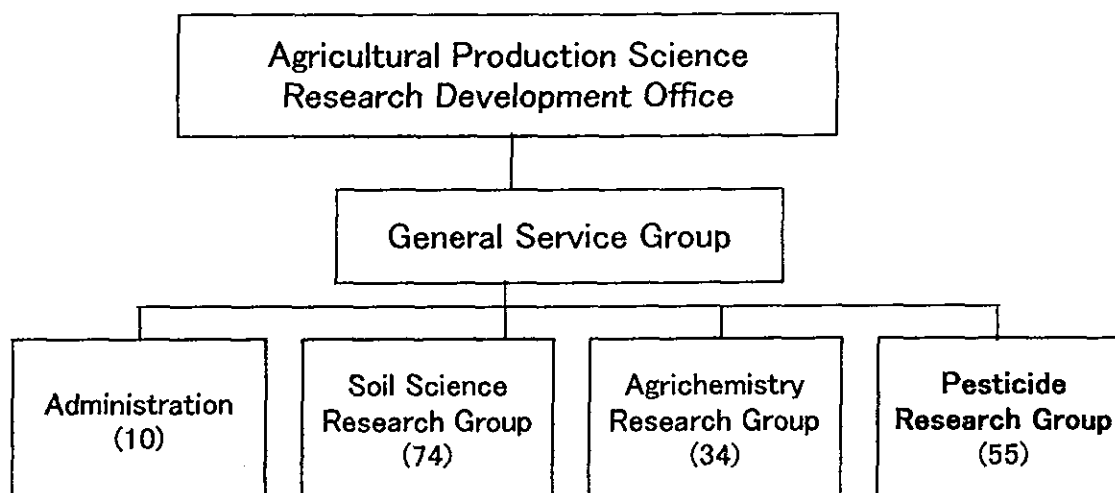 Agricultural Production Science
Research Development Office
General Service Group
Administration
(10)
Soil Science
Research Group
(74)
Agrichemistry
Research Group
(34)
Pesticide
Research Group
(55)